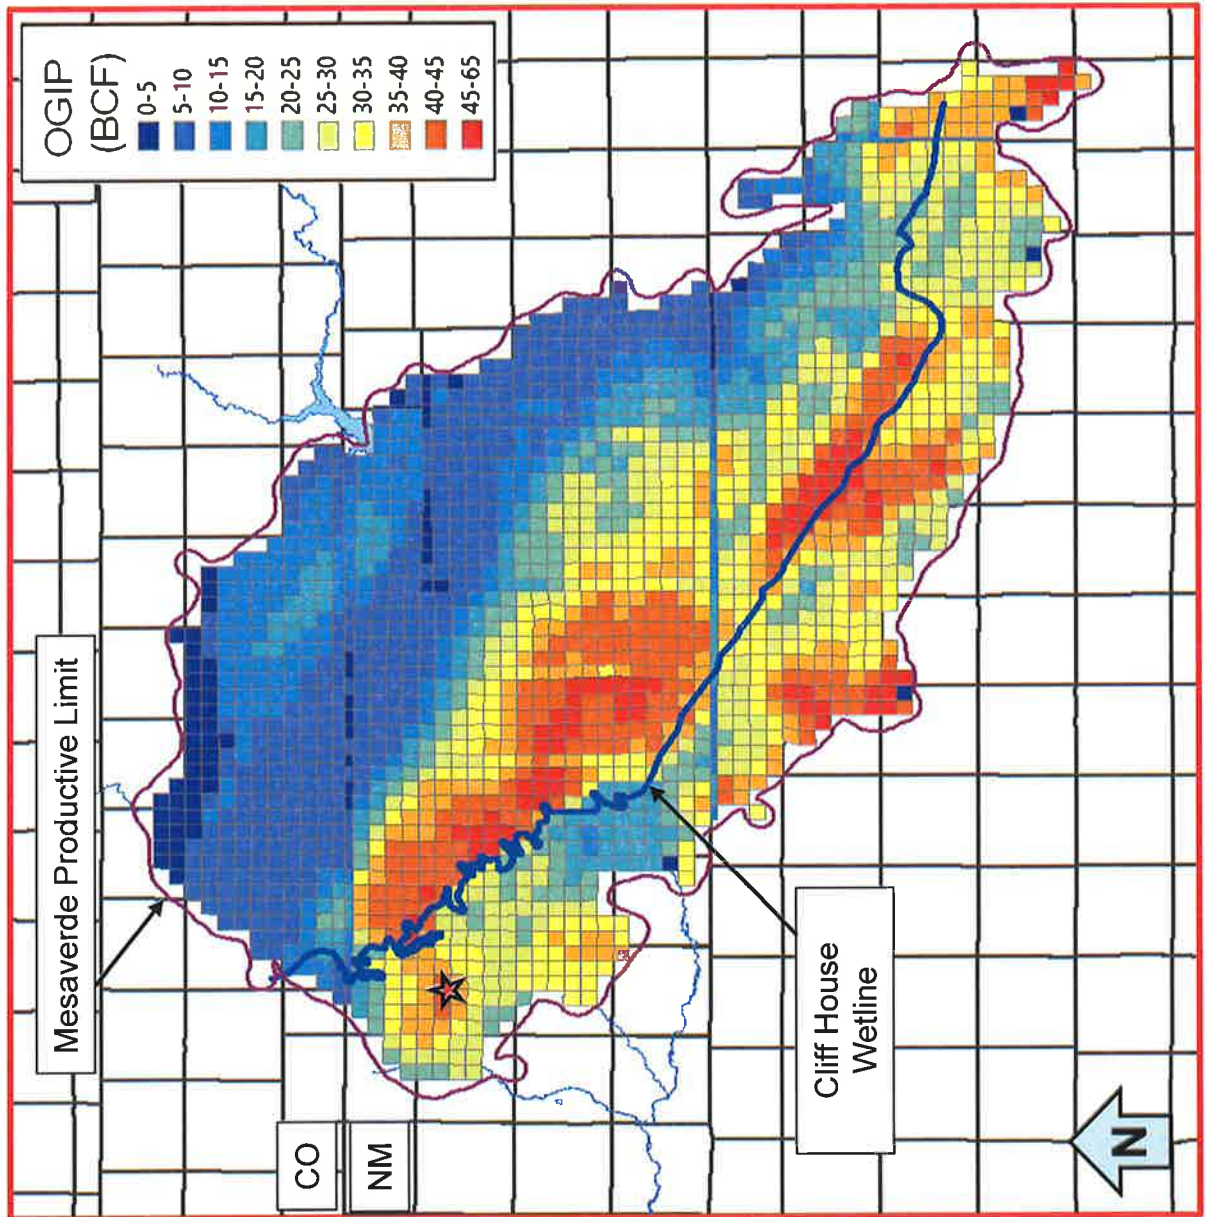 OGIP
(BCF)
0-5
5-10
10-15
15-20
20-25
25-30
30-35
35-40
40-45
45-65
Mesaverde Productive Limit
CO
NM
Cliff House
Wetline
N